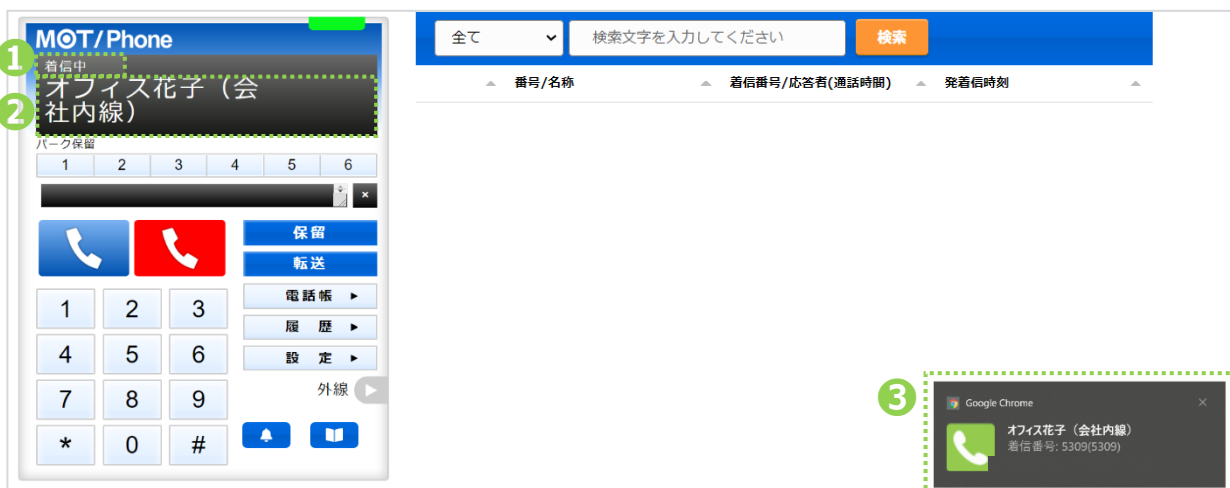 MOT/Phone
1
着信中
2
オフィス花子（会
社内線）
パーク保留
1 2 3 4 5 6
×
保留
転送
電話帳 ►
履 歴 ►
設 定 ►
外線
1 2 3
4 5 6
7 8 9
* 0 #
全て
検索文字を入力してください
検索
番号/名称
着信番号/応答者(通話時間)
発着信時刻
3
Google Chrome
×
オフィス花子（会社内線）
着信番号: 5309(5309)